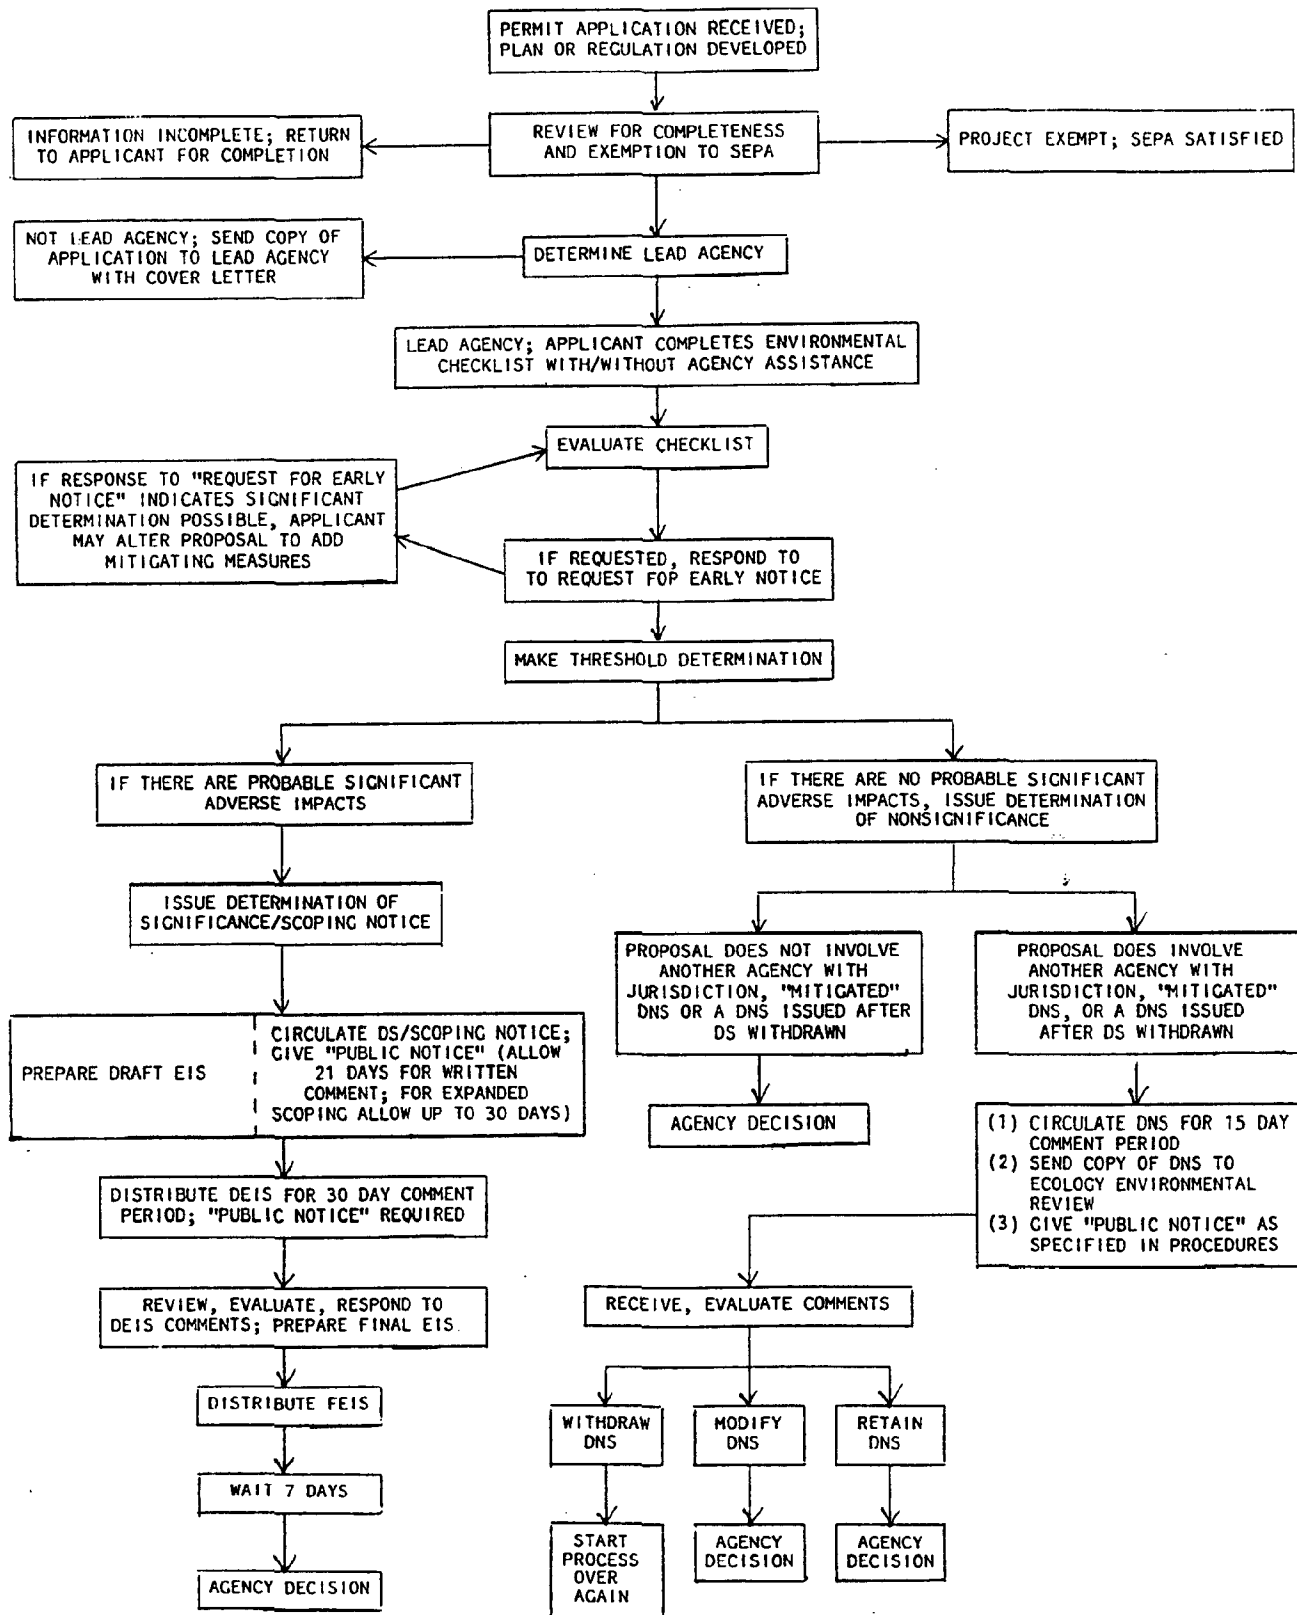 PERMIT APPLICATION RECEIVED;
PLAN OR REGULATION DEVELOPED
INFORMATION INCOMPLETE; RETURN
TO APPLICANT FOR COMPLETION
REVIEW FOR COMPLETENESS
AND EXEMPTION TO SEPA
PROJECT EXEMPT; SEPA SATISFIED
NOT LEAD AGENCY; SEND COPY OF
APPLICATION TO LEAD AGENCY
WITH COVER LETTER
DETERMINE LEAD AGENCY
LEAD AGENCY; APPLICANT COMPLETES ENVIRONMENTAL
CHECKLIST WITH/WITHOUT AGENCY ASSISTANCE
EVALUATE CHECKLIST
IF RESPONSE TO "REQUEST FOR EARLY
NOTICE" INDICATES SIGNIFICANT
DETERMINATION POSSIBLE, APPLICANT
MAY ALTER PROPOSAL TO ADD
MITIGATING MEASURES
IF REQUESTED, RESPOND TO
TO REQUEST FOP EARLY NOTICE
MAKE THRESHOLD DETERMINATION
IF THERE ARE PROBABLE SIGNIFICANT
ADVERSE IMPACTS
IF THERE ARE NO PROBABLE SIGNIFICANT
ADVERSE IMPACTS, ISSUE DETERMINATION
OF NONSIGNIFICANCE
ISSUE DETERMINATION OF
SIGNIFICANCE/SCOPING NOTICE
PROPOSAL DOES NOT INVOLVE
ANOTHER AGENCY WITH
JURISDICTION, "MITIGATED"
DNS OR A DNS ISSUED AFTER
DS WITHDRAWN
PROPOSAL DOES INVOLVE
ANOTHER AGENCY WITH
JURISDICTION, "MITIGATED"
DNS, OR A DNS ISSUED
AFTER DS WITHDRAWN
PREPARE DRAFT EIS
CIRCULATE DS/SCOPING NOTICE;
GIVE "PUBLIC NOTICE" (ALLOW
21 DAYS FOR WRITTEN
COMMENT; FOR EXPANDED
SCOPING ALLOW UP TO 30 DAYS)
AGENCY DECISION
(1) CIRCULATE DNS FOR 15 DAY
COMMENT PERIOD
(2) SEND COPY OF DNS TO
ECOLOGY ENVIRONMENTAL
REVIEW
(3) GIVE "PUBLIC NOTICE" AS
SPECIFIED IN PROCEDURES
DISTRIBUTE DEIS FOR 30 DAY COMMENT
PERIOD; "PUBLIC NOTICE" REQUIRED
REVIEW, EVALUATE, RESPOND TO
DEIS COMMENTS; PREPARE FINAL EIS.
RECEIVE, EVALUATE COMMENTS
DISTRIBUTE FEIS
WITHDRAW
DNS
MODIFY
DNS
RETAIN
DNS
WAIT 7 DAYS
START
PROCESS
OVER
AGAIN
AGENCY
DECISION
AGENCY
DECISION
AGENCY DECISION